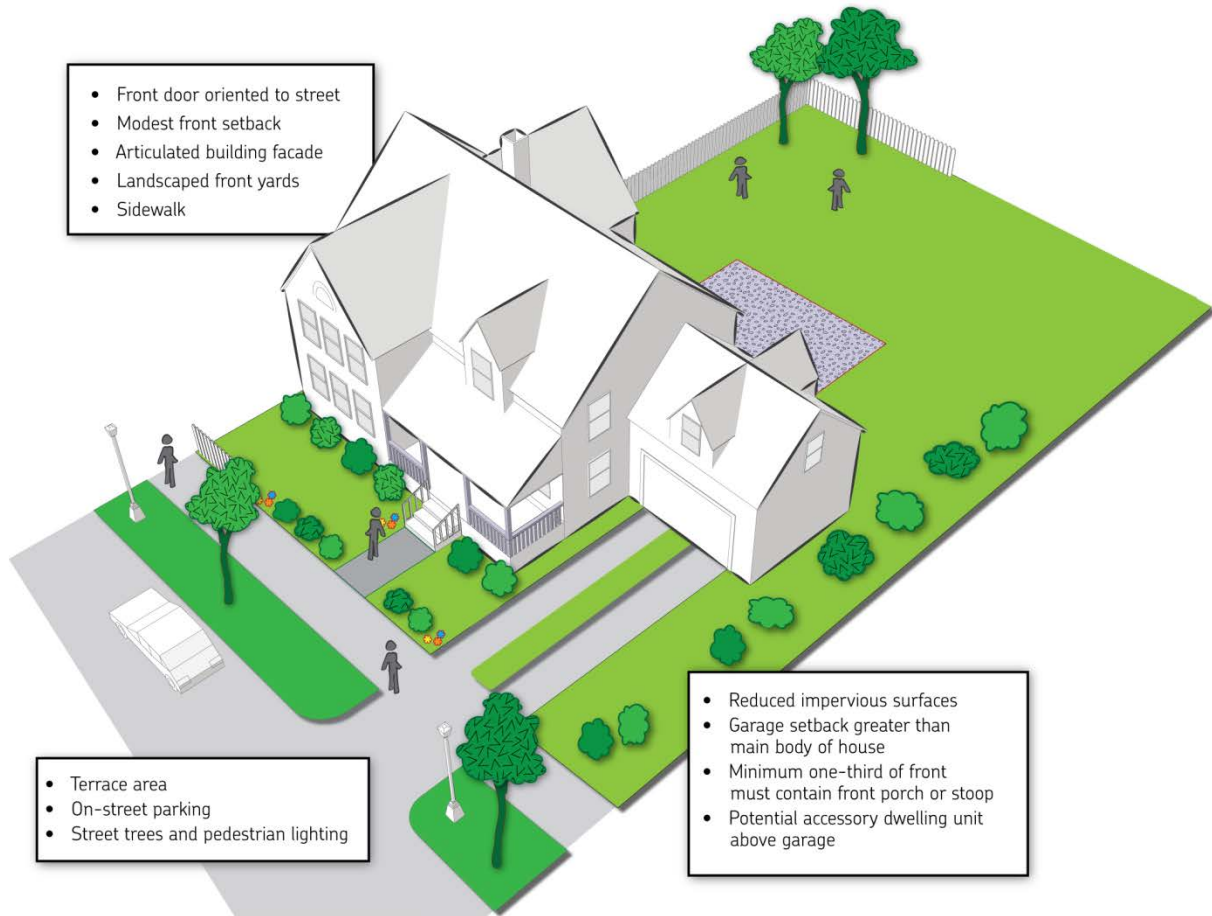 • Front door oriented to street
• Modest front setback
• Articulated building facade
• Landscaped front yards
• Sidewalk
• Terrace area
• On-street parking
• Street trees and pedestrian lighting
• Reduced impervious surfaces
• Garage setback greater than
main body of house
• Minimum one-third of front
must contain front porch or stoop
• Potential accessory dwelling unit
above garage